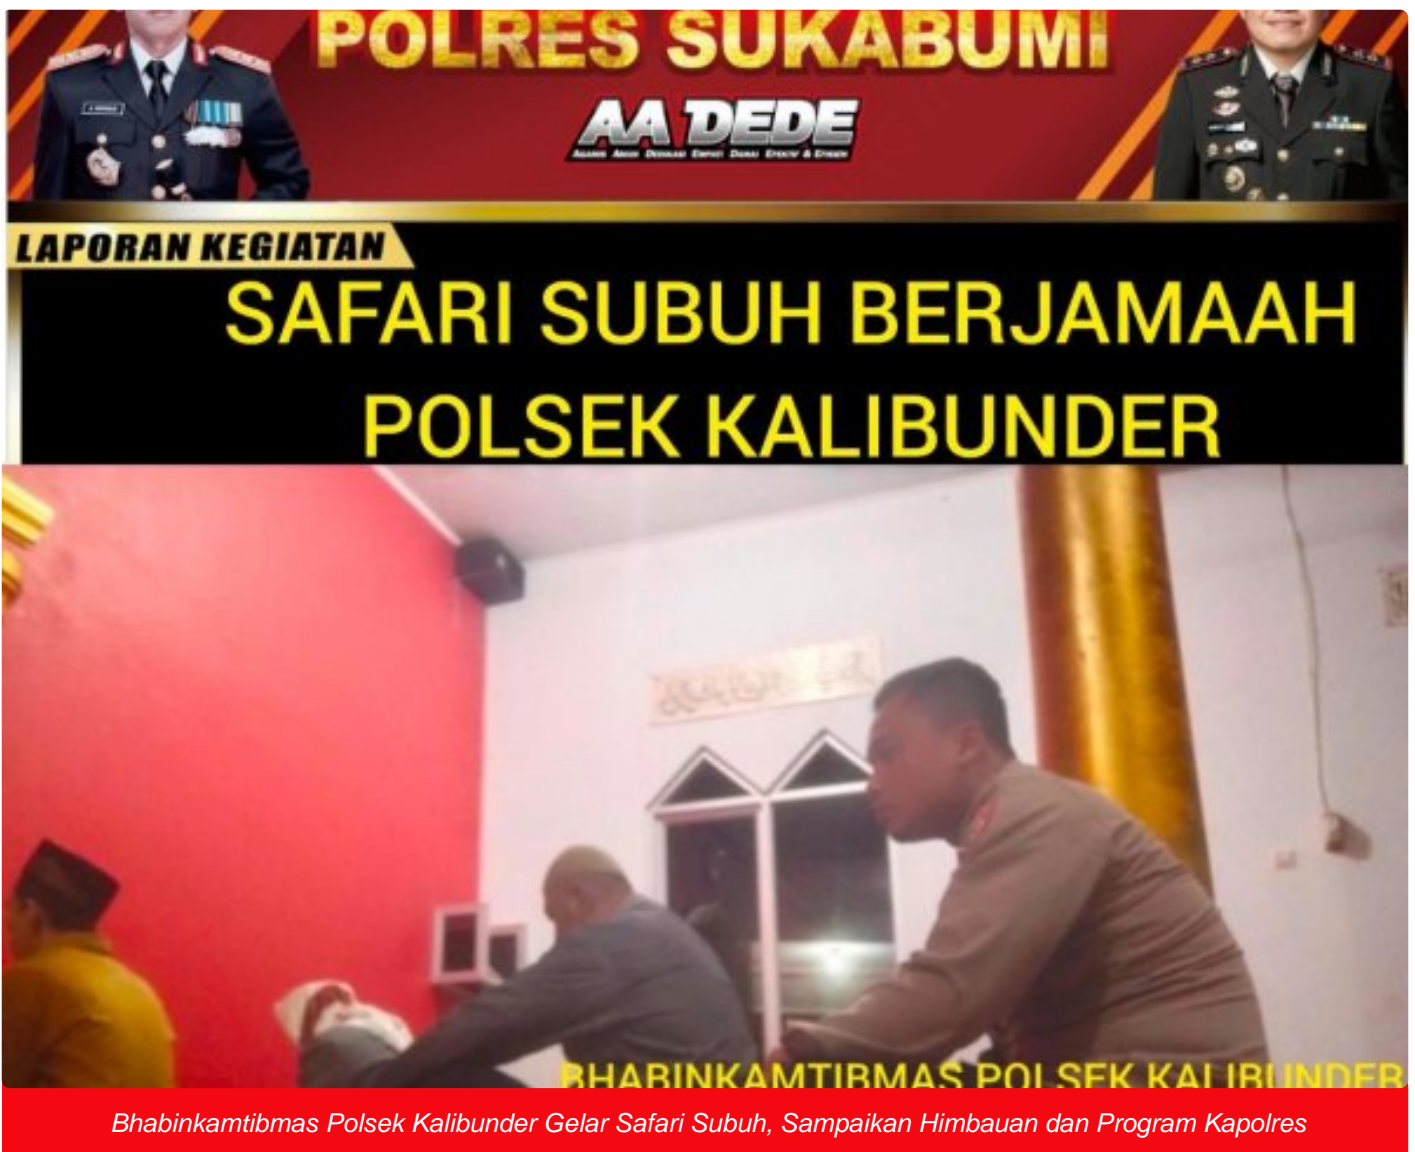 POLRES SUKABUMI
AA DEDE
LAPORAN KEGIATAN
SAFARI SUBUH BERJAMAAH
POLSEK KALIBUNDER
BHABINKAMTIBMAS POLSEK KALIBUNDER
Bhabinkamtibmas Polsek Kalibunder Gelar Safari Subuh, Sampaikan Himbauan dan Program Kapolres